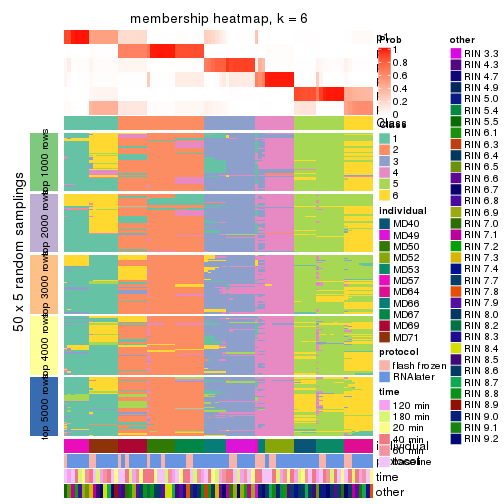 membership heatmap, k = 6
50 x 5 random samplings
top 1000 rows
top 2000 rows
top 3000 rows
top 4000 rows
top 5000 rows
p1
Class
individual
protocol
time
other
Prob
1
0.8
0.6
0.4
0.2
0
Class
1
2
3
4
5
6
individual
MD40
MD49
MD50
MD52
MD53
MD57
MD64
MD66
MD67
MD69
MD71
protocol
flash frozen
RNAlater
time
120 min
180 min
20 min
40 min
60 min
baseline
other
RIN 3.3
RIN 4.3
RIN 4.7
RIN 4.9
RIN 5.0
RIN 5.4
RIN 5.5
RIN 6.1
RIN 6.3
RIN 6.4
RIN 6.5
RIN 6.6
RIN 6.7
RIN 6.8
RIN 6.9
RIN 7.0
RIN 7.1
RIN 7.2
RIN 7.3
RIN 7.4
RIN 7.7
RIN 7.8
RIN 7.9
RIN 8.0
RIN 8.2
RIN 8.3
RIN 8.4
RIN 8.5
RIN 8.6
RIN 8.7
RIN 8.8
RIN 8.9
RIN 9.0
RIN 9.1
RIN 9.2